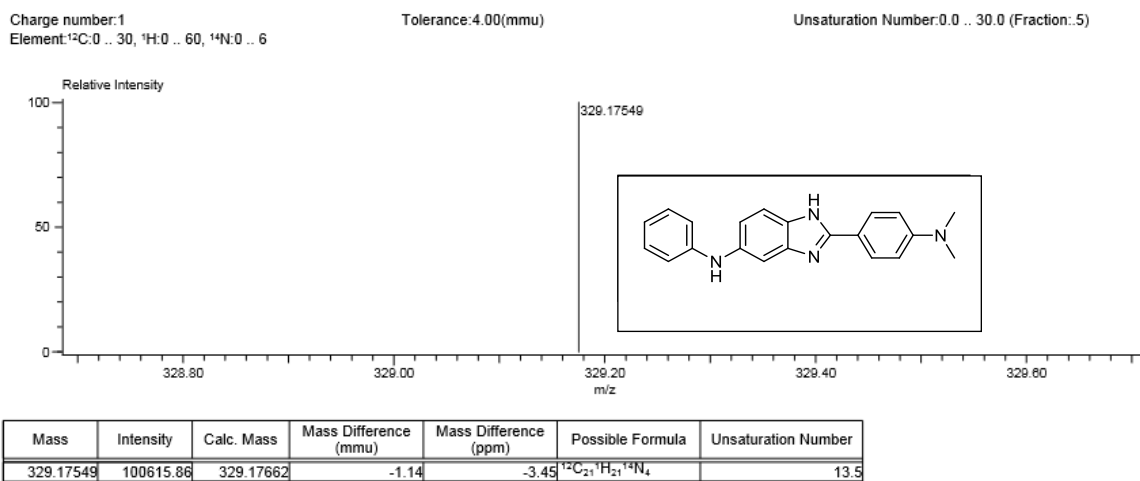 Charge number:1 Tolerance:4.00(mmu) Unsaturation Number:0.0 .. 30.0 (Fraction:.5)
Element:¹²C:0 .. 30, ¹H:0 .. 60, ¹⁴N:0 .. 6
Relative Intensity
100
329.17549
H
N
N
N
N
H
50
0
328.80 329.00 329.20 329.40 329.60
m/z
Mass Intensity Calc. Mass Mass Difference (mmu) Mass Difference (ppm) Possible Formula Unsaturation Number
329.17549 100615.86 329.17662 -1.14 -3.45 ¹²C₂₁¹H₂₁¹⁴N₄ 13.5